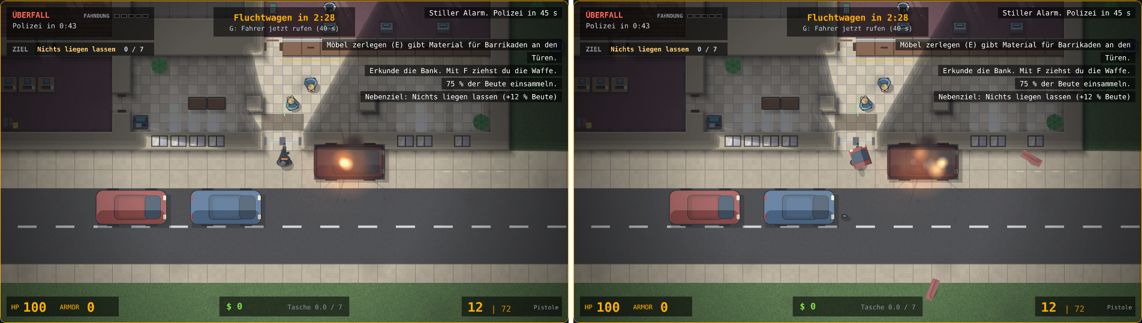 ÜBERFALL
FAHNDUNG
Polizei in 0:43
Fluchtwagen in 2:28
G: Fahrer jetzt rufen (40 s)
Stiller Alarm. Polizei in 45 s
ZIEL Nichts liegen lassen 0 / 7
Möbel zerlegen (E) gibt Material für Barrikaden an den
Türen.
Erkunde die Bank. Mit F ziehst du die Waffe.
75 % der Beute einsammeln.
Nebenziel: Nichts liegen lassen (+12 % Beute)
HP 100 ARMOR 0
$ 0
Tasche 0.0 / 7
12 | 72
Pistole
ÜBERFALL
FAHNDUNG
Polizei in 0:43
Fluchtwagen in 2:28
G: Fahrer jetzt rufen (40 s)
Stiller Alarm. Polizei in 45 s
ZIEL Nichts liegen lassen 0 / 7
Möbel zerlegen (E) gibt Material für Barrikaden an den
Türen.
Erkunde die Bank. Mit F ziehst du die Waffe.
75 % der Beute einsammeln.
Nebenziel: Nichts liegen lassen (+12 % Beute)
HP 100 ARMOR 0
$ 0
Tasche 0.0 / 7
12 | 72
Pistole